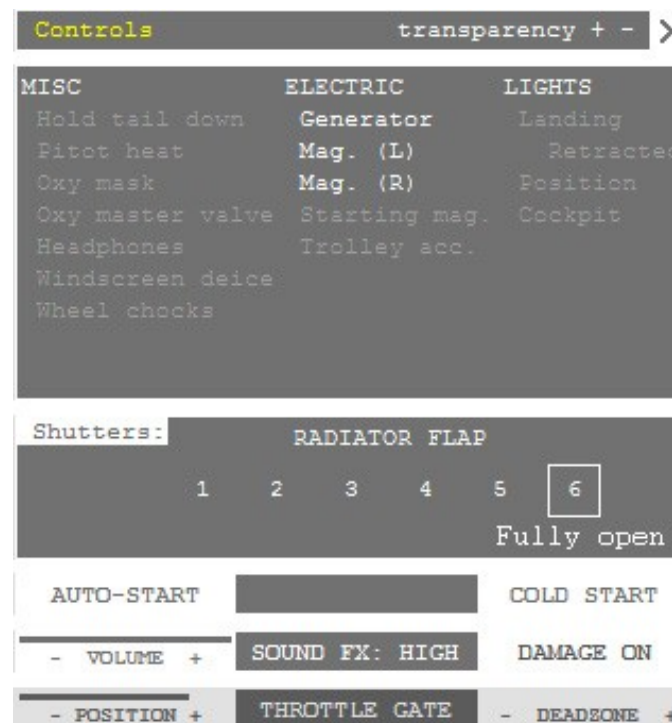 Controls transparency + -
MISC ELECTRIC LIGHTS
Hold tail down Generator Landing
Pitot heat Mag. (L) Retracted
Oxy mask Mag. (R) Position
Oxy master valve Starting mag. Cockpit
Headphones Trolley acc.
Windscreen deice
Wheel chocks
Shutters: RADIATOR FLAP
1 2 3 4 5 6
Fully open
AUTO-START COLD START
- VOLUME + SOUND FX: HIGH DAMAGE ON
- POSITION + THROTTLE GATE - DEADZONE +